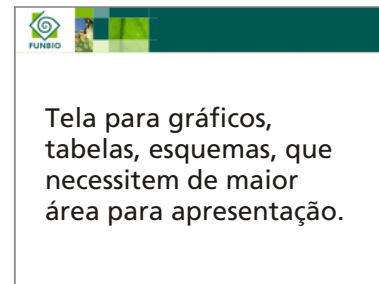 FUNBIO
Tela para gráficos,
tabelas, esquemas, que
necessitem de maior
área para apresentação.